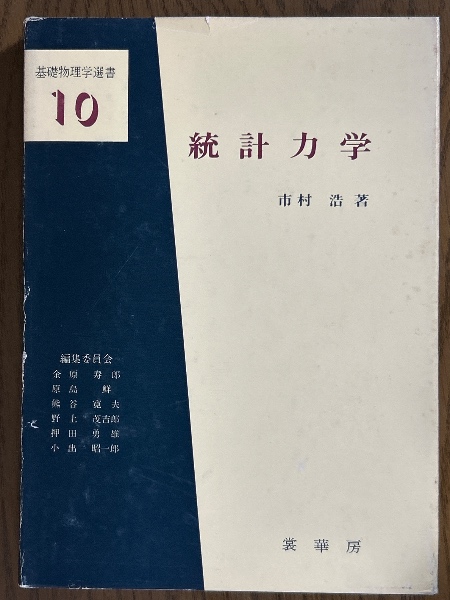 基礎物理学選書
10
統計力学
市村 浩 著
編集委員会
金原 寿郎
原島 鮮
熊谷 寛夫
野上 茂吉郎
押田 勇雄
小出 昭一郎
裳華房